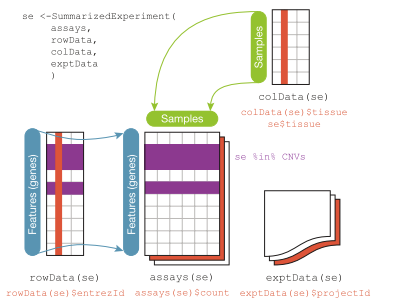 se <-SummarizedExperiment(
assays,
rowData,
colData,
exptData
)
Samples
colData(se)
colData(se)$tissue
se$tissue
Samples
Features (genes)
Features (genes)
se %in% CNVs
rowData(se)
rowData(se)$entrezId
assays(se)
assays(se)$count
exptData(se)
exptData(se)$projectId